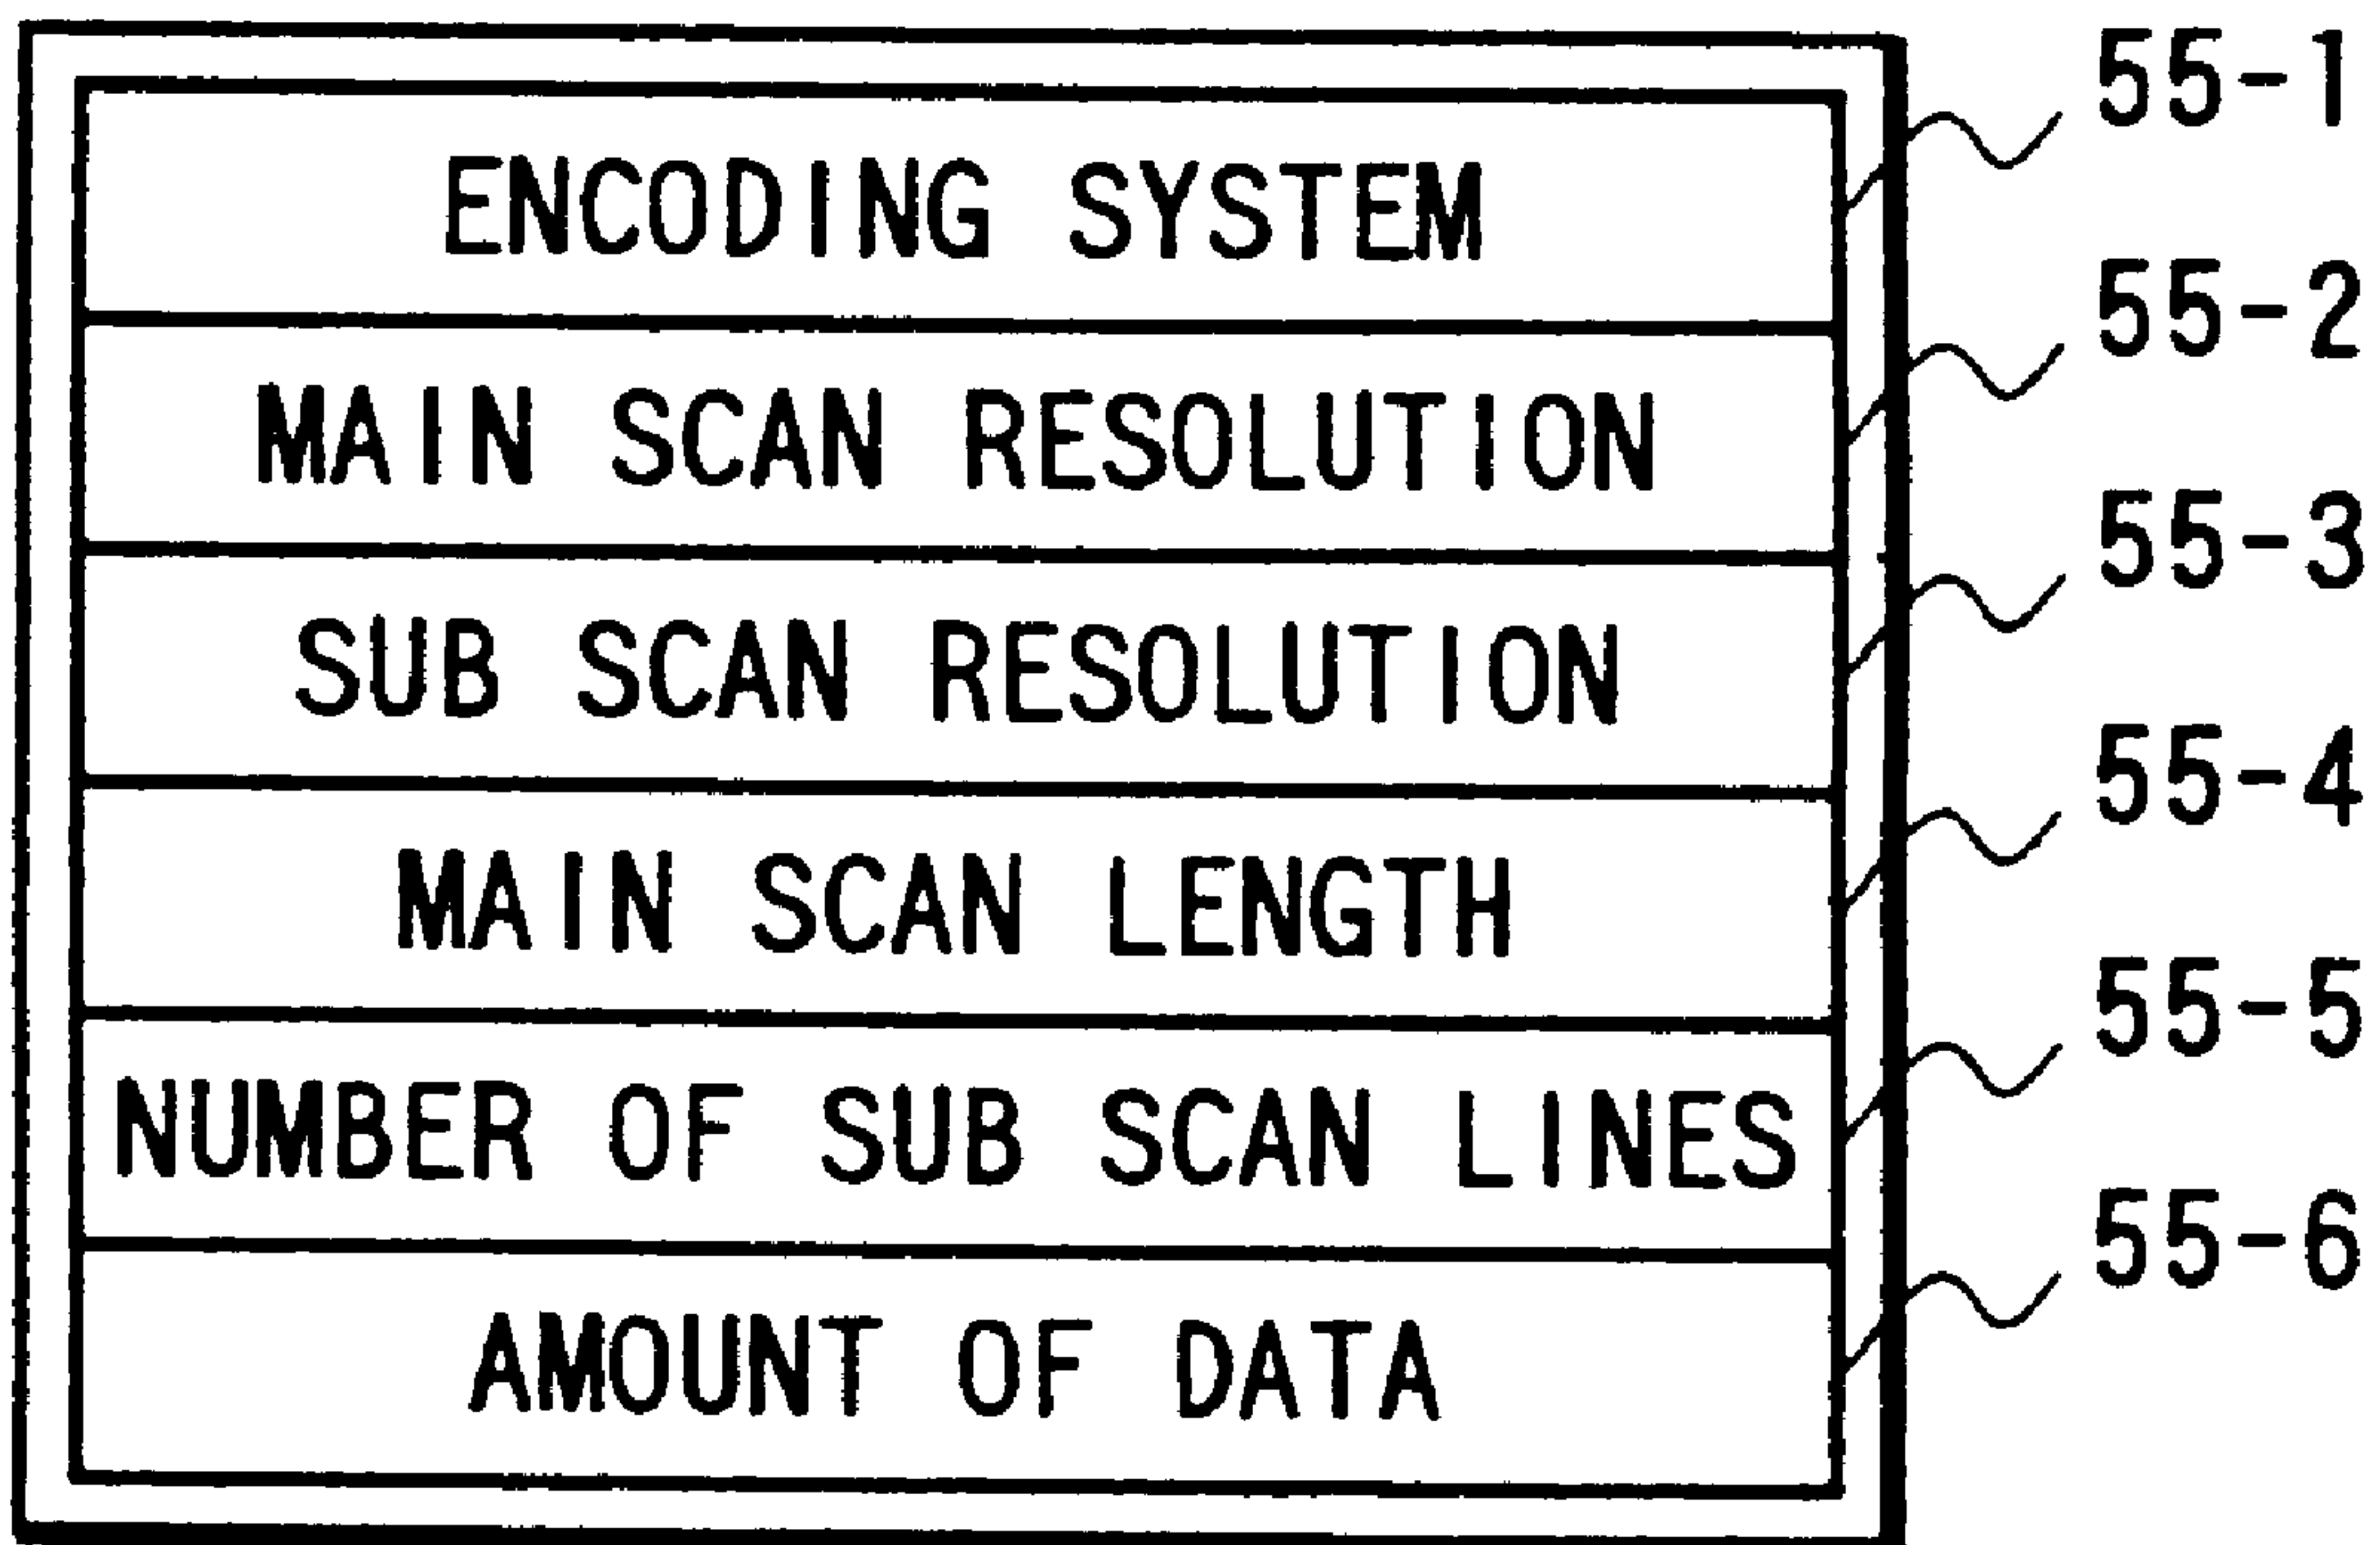 55-1
ENCODING SYSTEM
55-2
MAIN SCAN RESOLUTION
55-3
SUB SCAN RESOLUTION
55-4
MAIN SCAN LENGTH
55-5
NUMBER OF SUB SCAN LINES
55-6
AMOUNT OF DATA